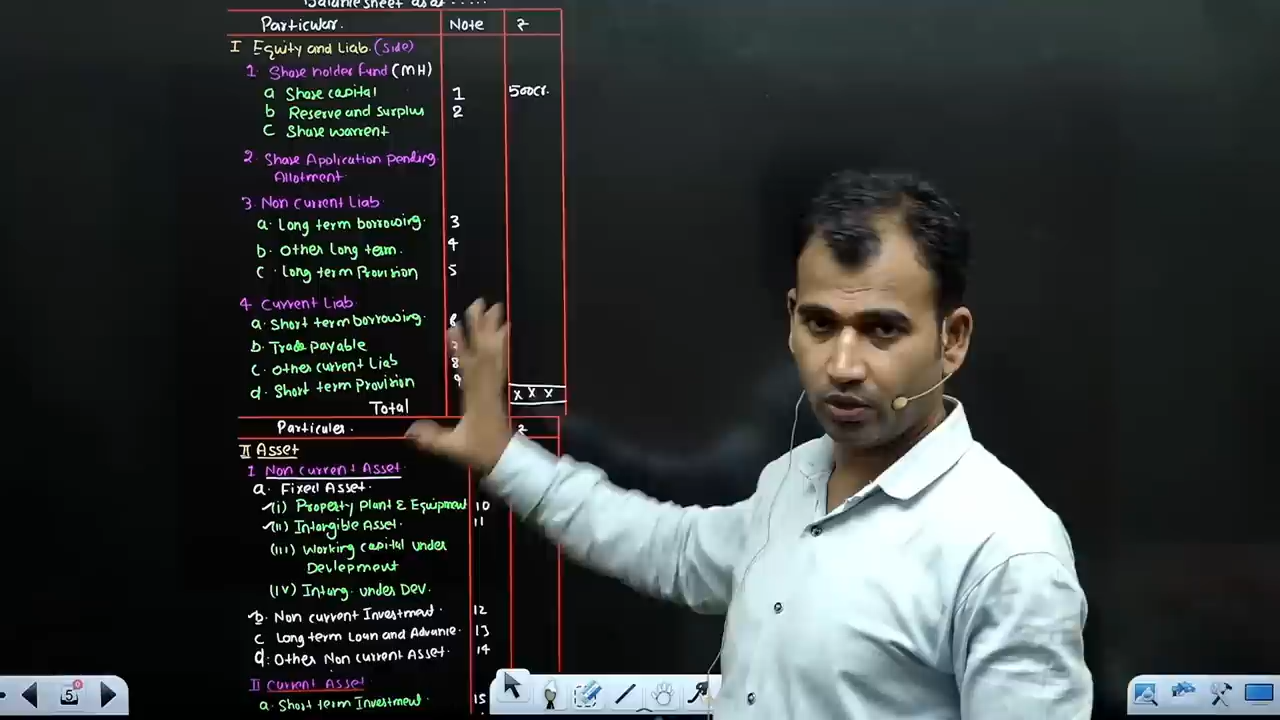 Balance sheet as at .....
Particular. Note ₹
I Equity and Liab. (side)
1. Share holder fund (MH)
a Share capital 1 500cr.
b Reserve and surplus 2
c Share warrent
2. Share Application pending
Allotment
3. Non Current Liab.
a. Long term borrowing. 3
b. Other Long term. 4
c. Long term Provision 5
4 Current Liab.
a. Short term borrowing.
b. Trade payable
c. Other current Liab 8
d. Short term Provision 9
x x x
Total
Particuler. ₹
II Asset
1 Non current Asset.
a. Fixed Asset.
(i) Property Plant & Equipment 10
(ii) Intangible Asset. 11
(iii) Working capital under
Devlepment
(iv) Intang. under Dev.
b. Non current Investment. 12
c Long term Loan and Advance. 13
d. Other Non current Asset. 14
II Current Asset
a. Short term Investment 15
5